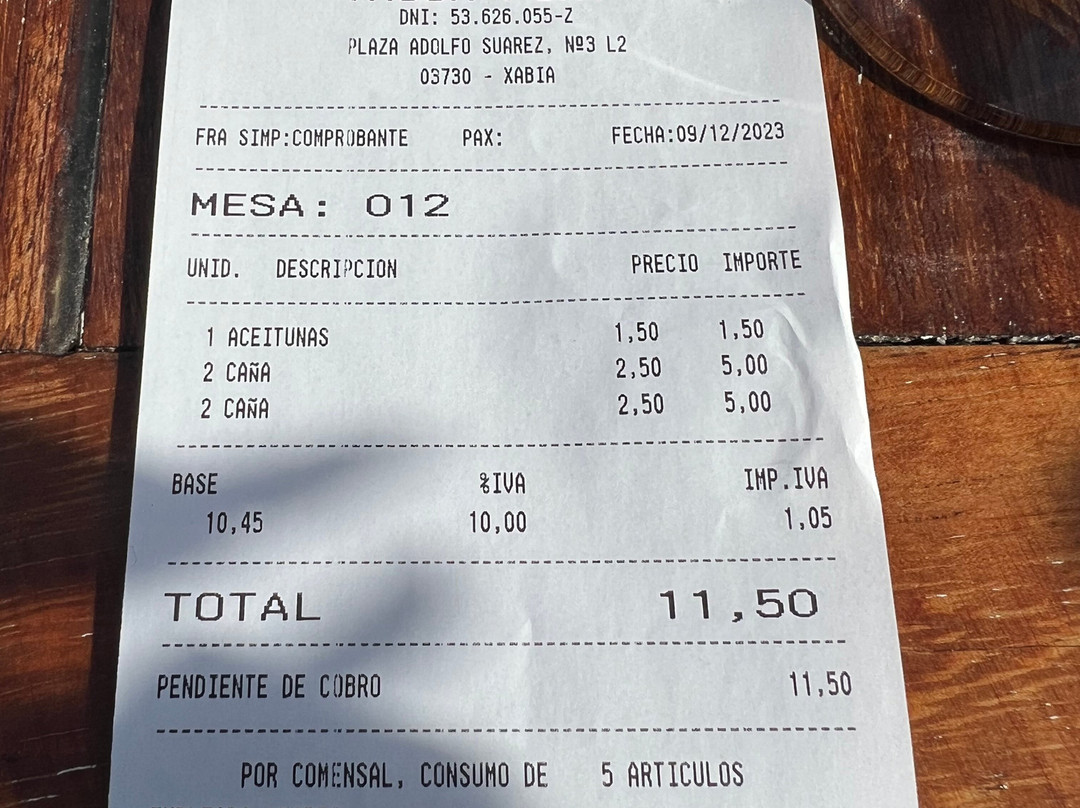 DNI: 53.626.055-Z
PLAZA ADOLFO SUAREZ, Nº3 L2
03730 - XABIA
FRA SIMP:COMPROBANTE PAX: FECHA:09/12/2023
MESA: 012
UNID. DESCRIPCION PRECIO IMPORTE
1 ACEITUNAS 1,50 1,50
2 CAÑA 2,50 5,00
2 CAÑA 2,50 5,00
BASE %IVA IMP.IVA
10,45 10,00 1,05
TOTAL 11,50
PENDIENTE DE COBRO 11,50
POR COMENSAL, CONSUMO DE 5 ARTICULOS